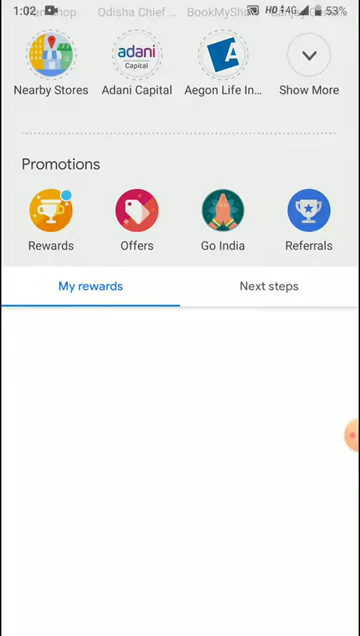 1:02 HD 4G 53%
Odisha Chief ... BookMySho
Nearby Stores Adani Capital Aegon Life In... Show More
adani
Capital
A
Promotions
Rewards Offers Go India Referrals
My rewards Next steps